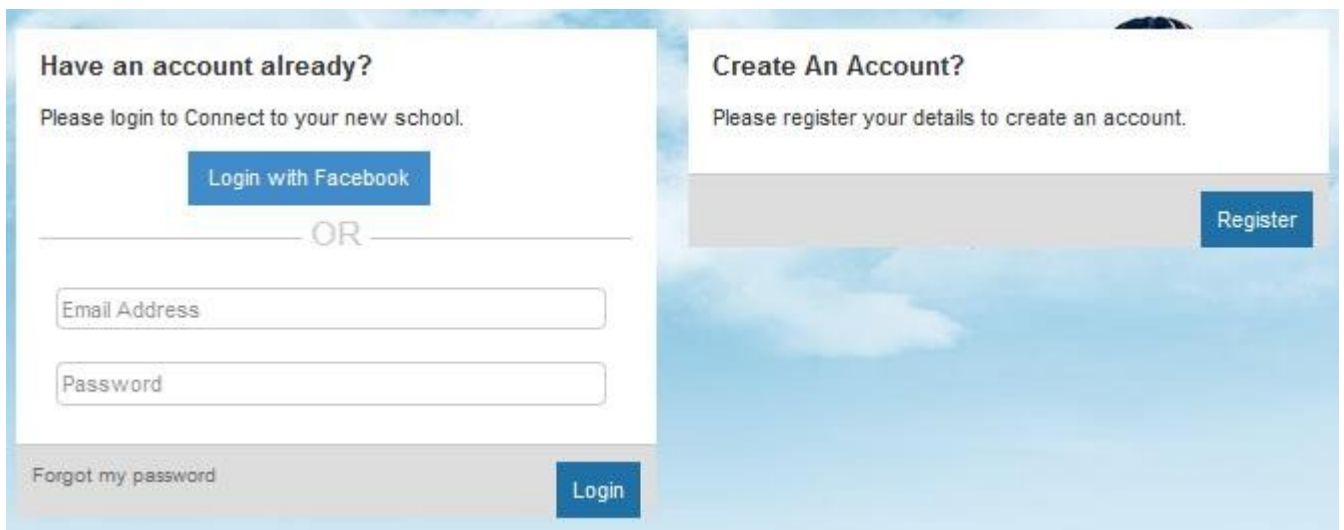 Have an account already?
Please login to Connect to your new school.
Login with Facebook
OR
Email Address
Password
Forgot my password
Login
Create An Account?
Please register your details to create an account.
Register